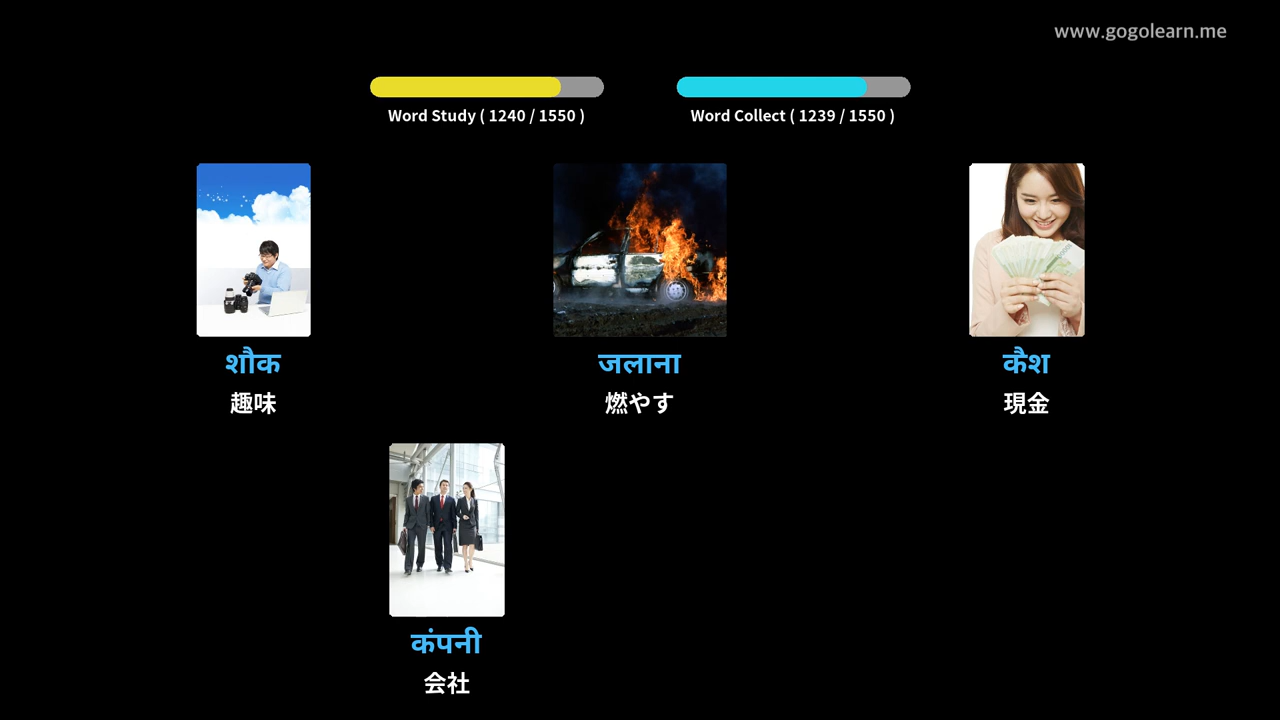 www.gogolearn.me
Word Study ( 1240 / 1550 )
Word Collect ( 1239 / 1550 )
शौक
趣味
जलाना
燃やす
कैश
現金
कंपनी
会社